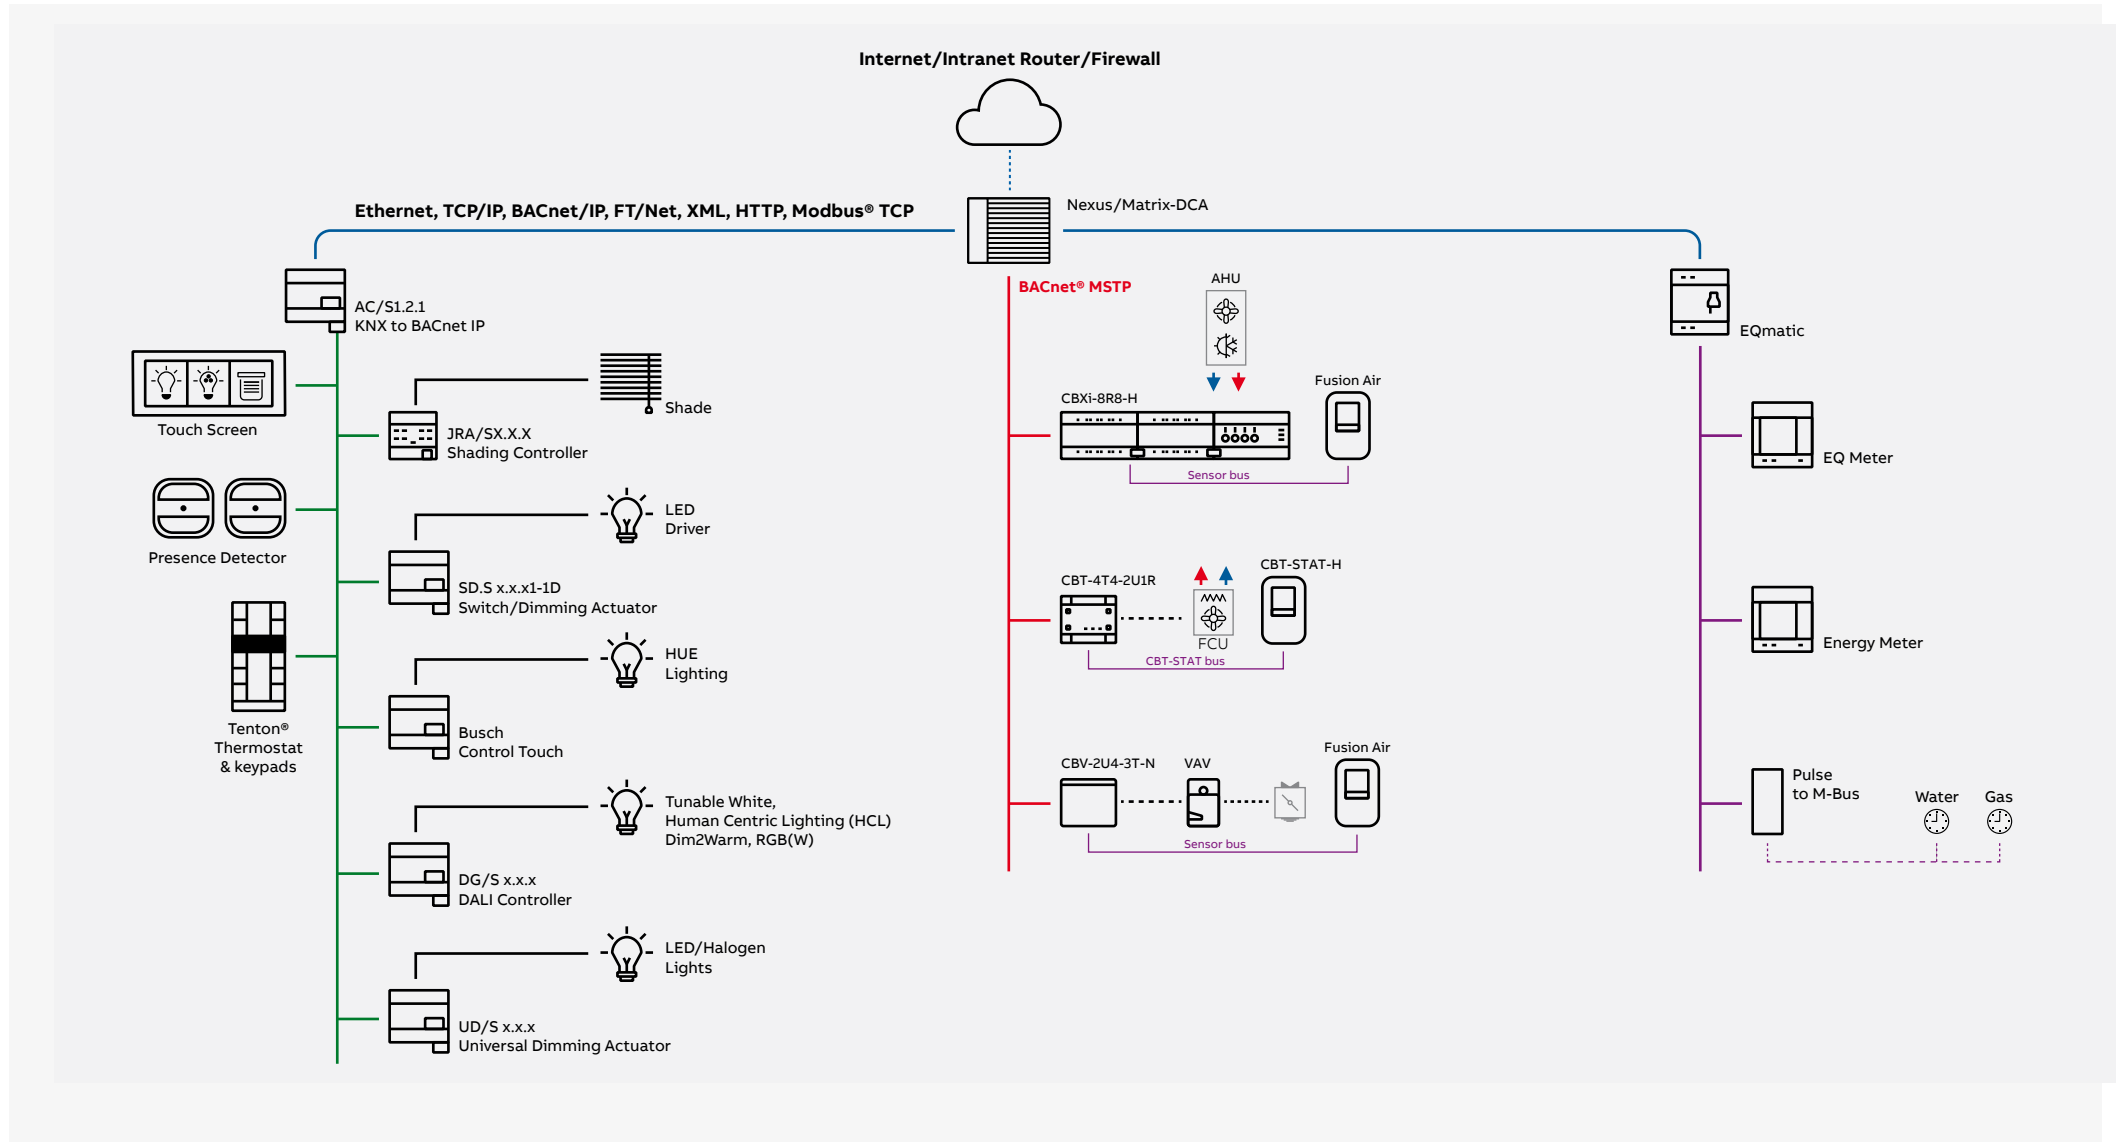 Internet/Intranet Router/Firewall
Ethernet, TCP/IP, BACnet/IP, FT/Net, XML, HTTP, Modbus® TCP
Nexus/Matrix-DCA
AC/S1.2.1
KNX to BACnet IP
Touch Screen
Presence Detector
Tenton®
Thermostat
& keypads
Shade
JRA/SX.X.X
Shading Controller
LED
Driver
SD.S x.x.x1-1D
Switch/Dimming Actuator
HUE
Lighting
Busch
Control Touch
Tunable White,
Human Centric Lighting (HCL)
Dim2Warm, RGB(W)
DG/S x.x.x
DALI Controller
LED/Halogen
Lights
UD/S x.x.x
Universal Dimming Actuator
BACnet® MSTP
AHU
CBXi-8R8-H
Fusion Air
Sensor bus
CBT-4T4-2U1R
CBT-STAT-H
FCU
CBT-STAT bus
CBV-2U4-3T-N
VAV
Fusion Air
Sensor bus
EQmatic
EQ Meter
Energy Meter
Pulse
to M-Bus
Water
Gas